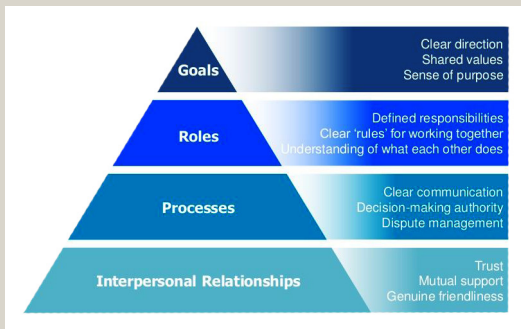 Goals
Clear direction
Shared values
Sense of purpose
Roles
Defined responsibilities
Clear ‘rules’ for working together
Understanding of what each other does
Processes
Clear communication
Decision-making authority
Dispute management
Interpersonal Relationships
Trust
Mutual support
Genuine friendliness